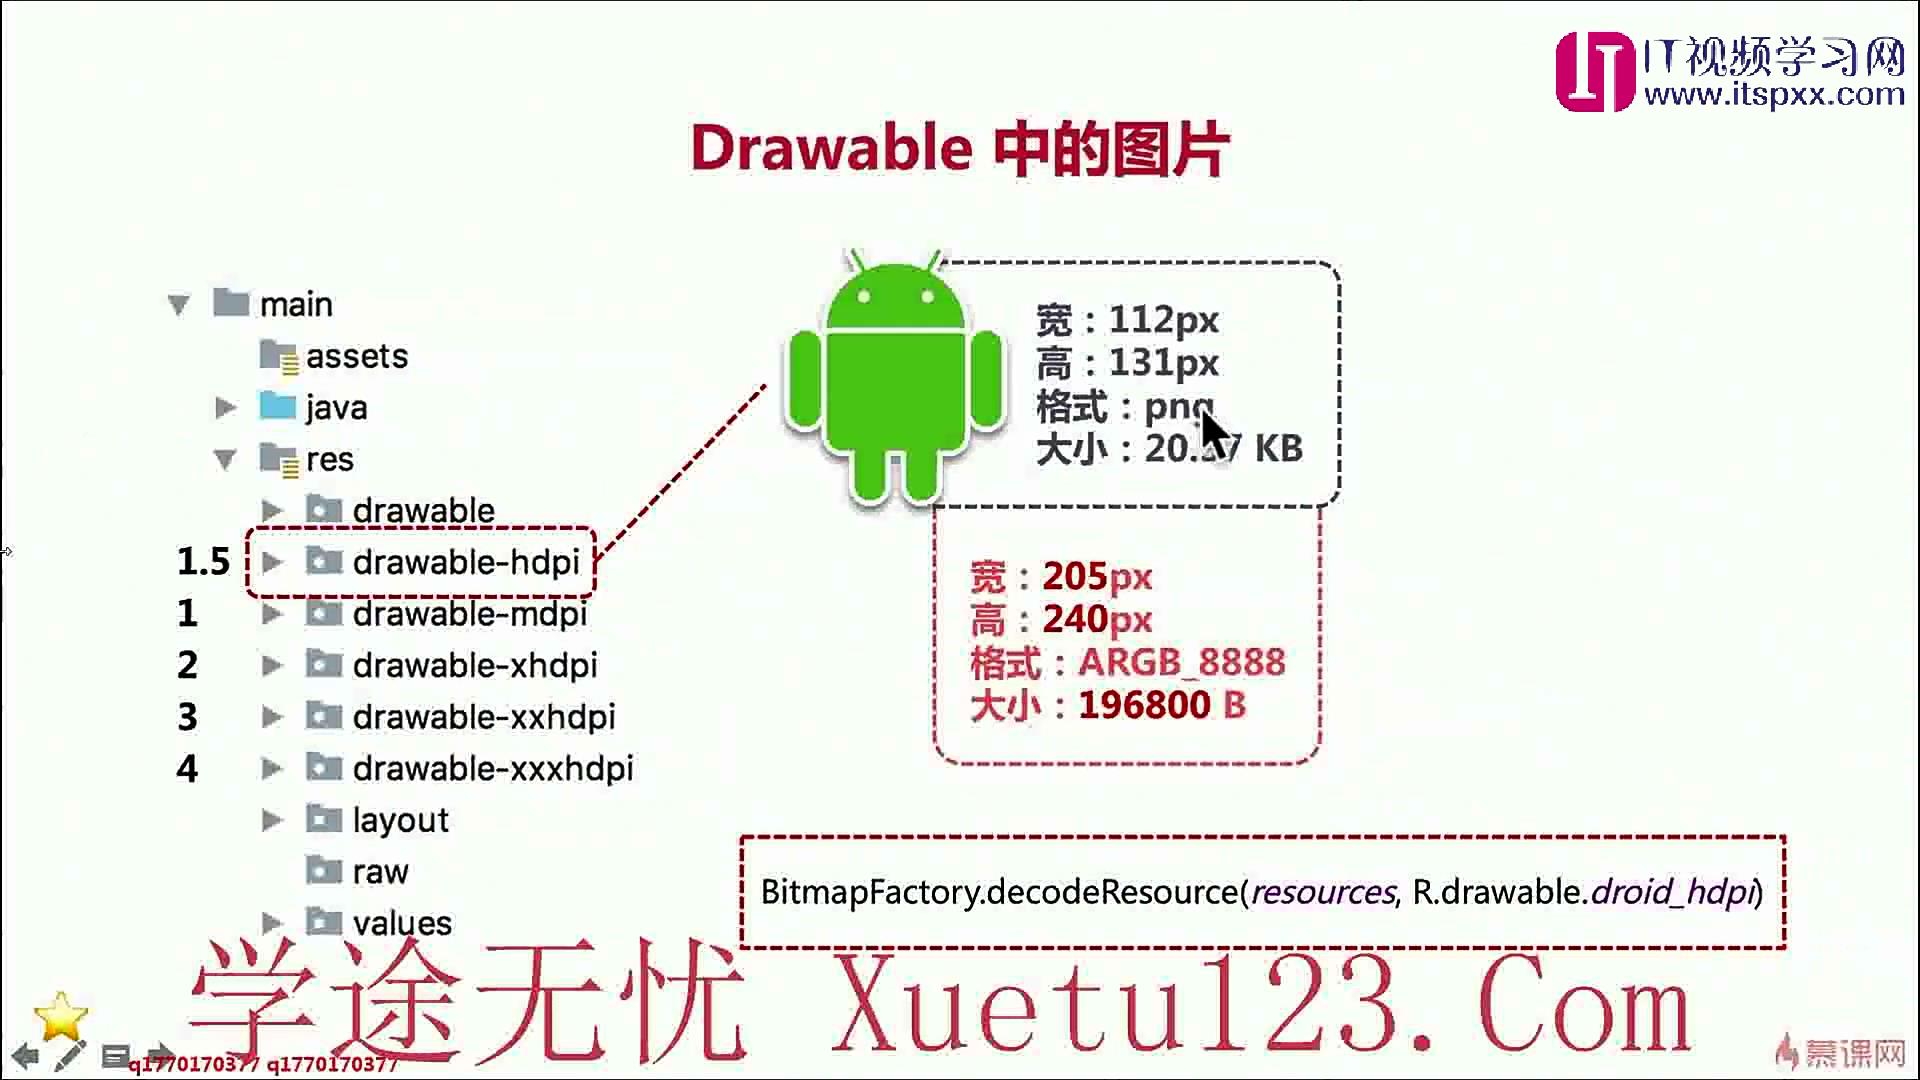 IT视频学习网
www.itspxx.com
Drawable 中的图片
main
assets
java
res
drawable
1.5 drawable-hdpi
1 drawable-mdpi
2 drawable-xhdpi
3 drawable-xxhdpi
4 drawable-xxxhdpi
layout
raw
values
宽：112px
高：131px
格式：png
大小： KB
宽：205px
高：240px
格式：ARGB_8888
大小：196800 B
BitmapFactory.decodeResource(resources, R.drawable.droid_hdpi)
学途无忧 Xuetu123.Com
q1770170377 q1770170377
慕课网